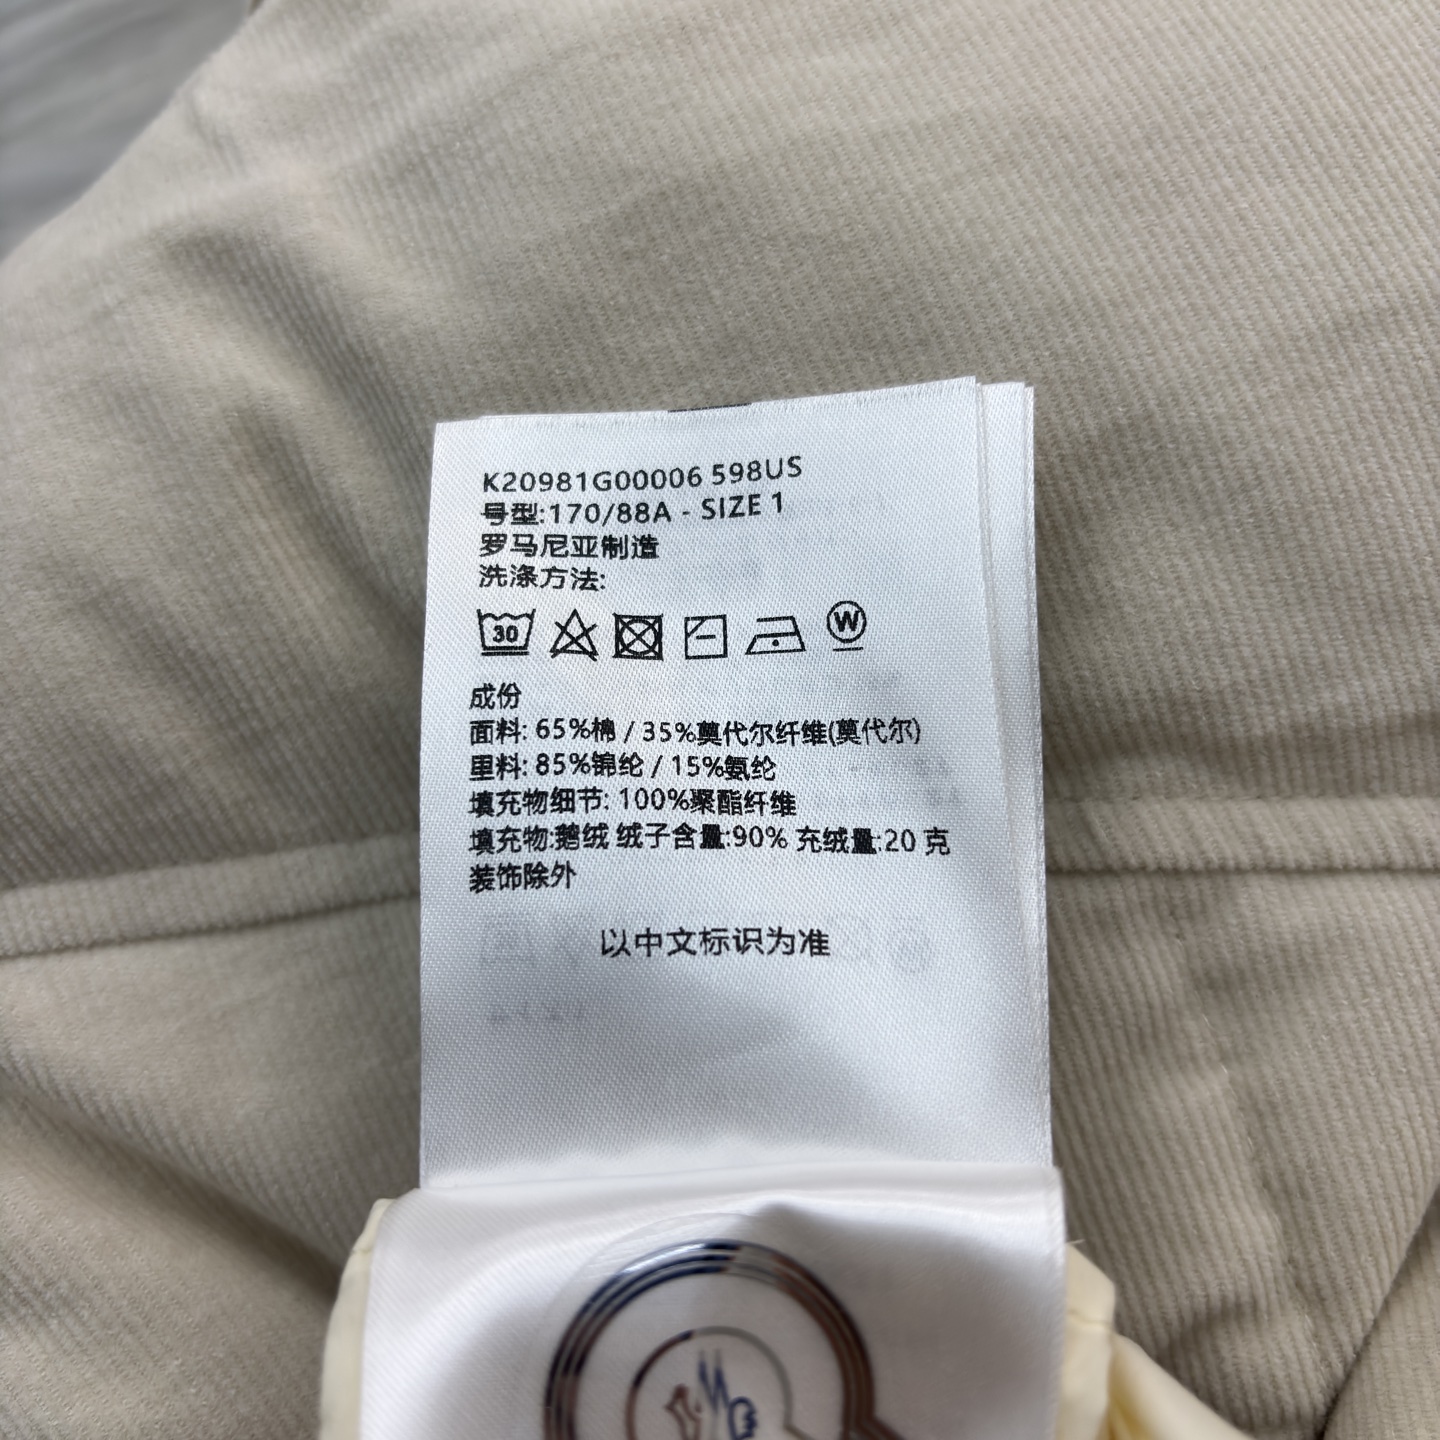 K20981G00006 598US
号型:170/88A - SIZE 1
罗马尼亚制造
洗涤方法:
30 W
成份
面料: 65%棉 / 35%莫代尔纤维(莫代尔)
里料: 85%锦纶 / 15%氨纶
填充物细节: 100%聚酯纤维
填充物:鹅绒 绒子含量:90% 充绒量:20 克
装饰除外
以中文标识为准